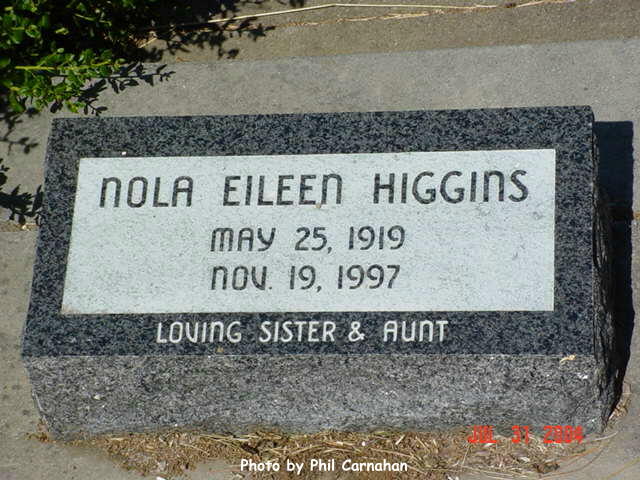 NOLA EILEEN HIGGINS
MAY 25, 1919
NOV. 19, 1997
LOVING SISTER & AUNT
JUL 31 2004
Photo by Phil Carnahan